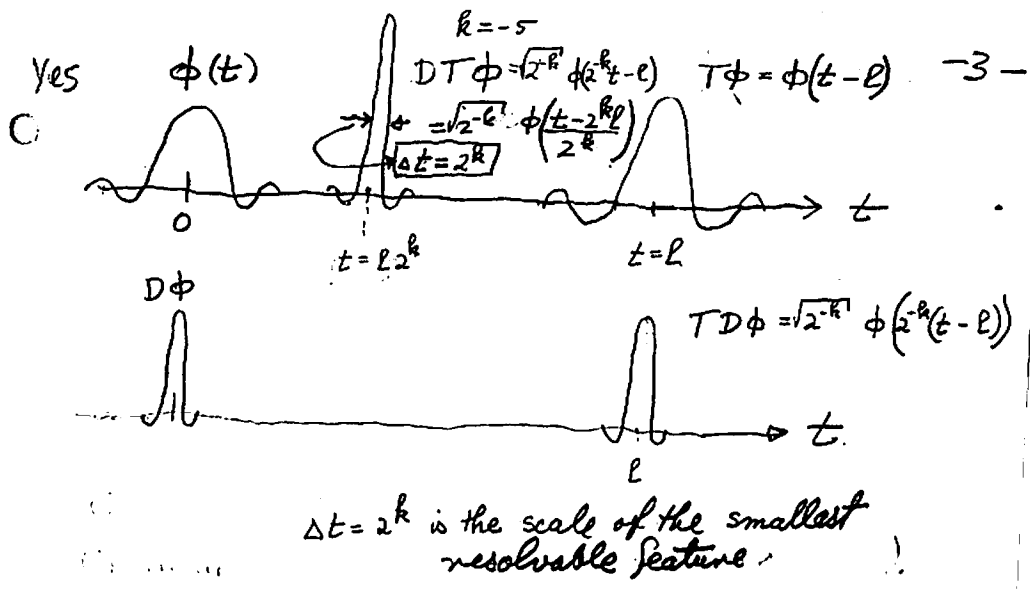 k = -5
Yes ϕ(t) DTϕ = √2^{-k} ϕ(2^{-k}t-ℓ) Tϕ = ϕ(t-ℓ) -3-
= √2^{-k} ϕ((t-2^kℓ)/2^k)
Δt = 2^k
t
0
t = ℓ2^k t = ℓ
Dϕ
TDϕ = √2^{-k} ϕ(2^{-k}(t-ℓ))
t
ℓ
Δt = 2^k is the scale of the smallest
resolvable feature.